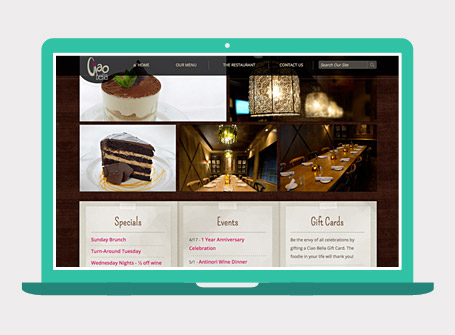 Ciao
Bella
HOME OUR MENU THE RESTAURANT CONTACT US Search Our Site
Specials
Sunday Brunch
Turn-Around Tuesday
Wednesday Nights - ½ off wine
Events
4/17 - 1 Year Anniversary
Celebration
5/1 - Antinori Wine Dinner
Gift Cards
Be the envy of all celebrations by
gifting a Ciao Bella Gift Card. The
foodie in your life will thank you!